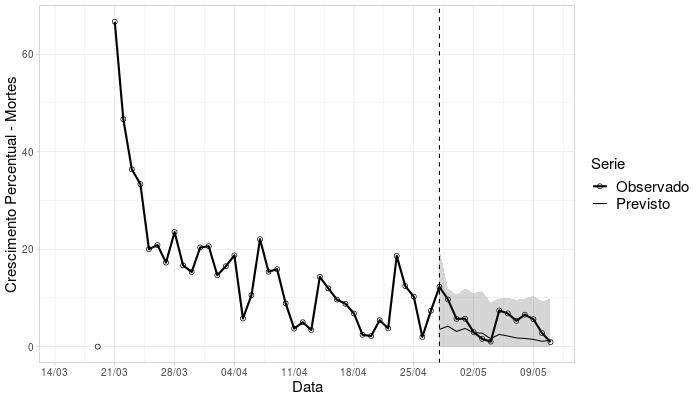 Crescimento Percentual - Mortes
60
40
20
0
14/03 21/03 28/03 04/04 11/04 18/04 25/04 02/05 09/05
Data
Serie
Observado
Previsto